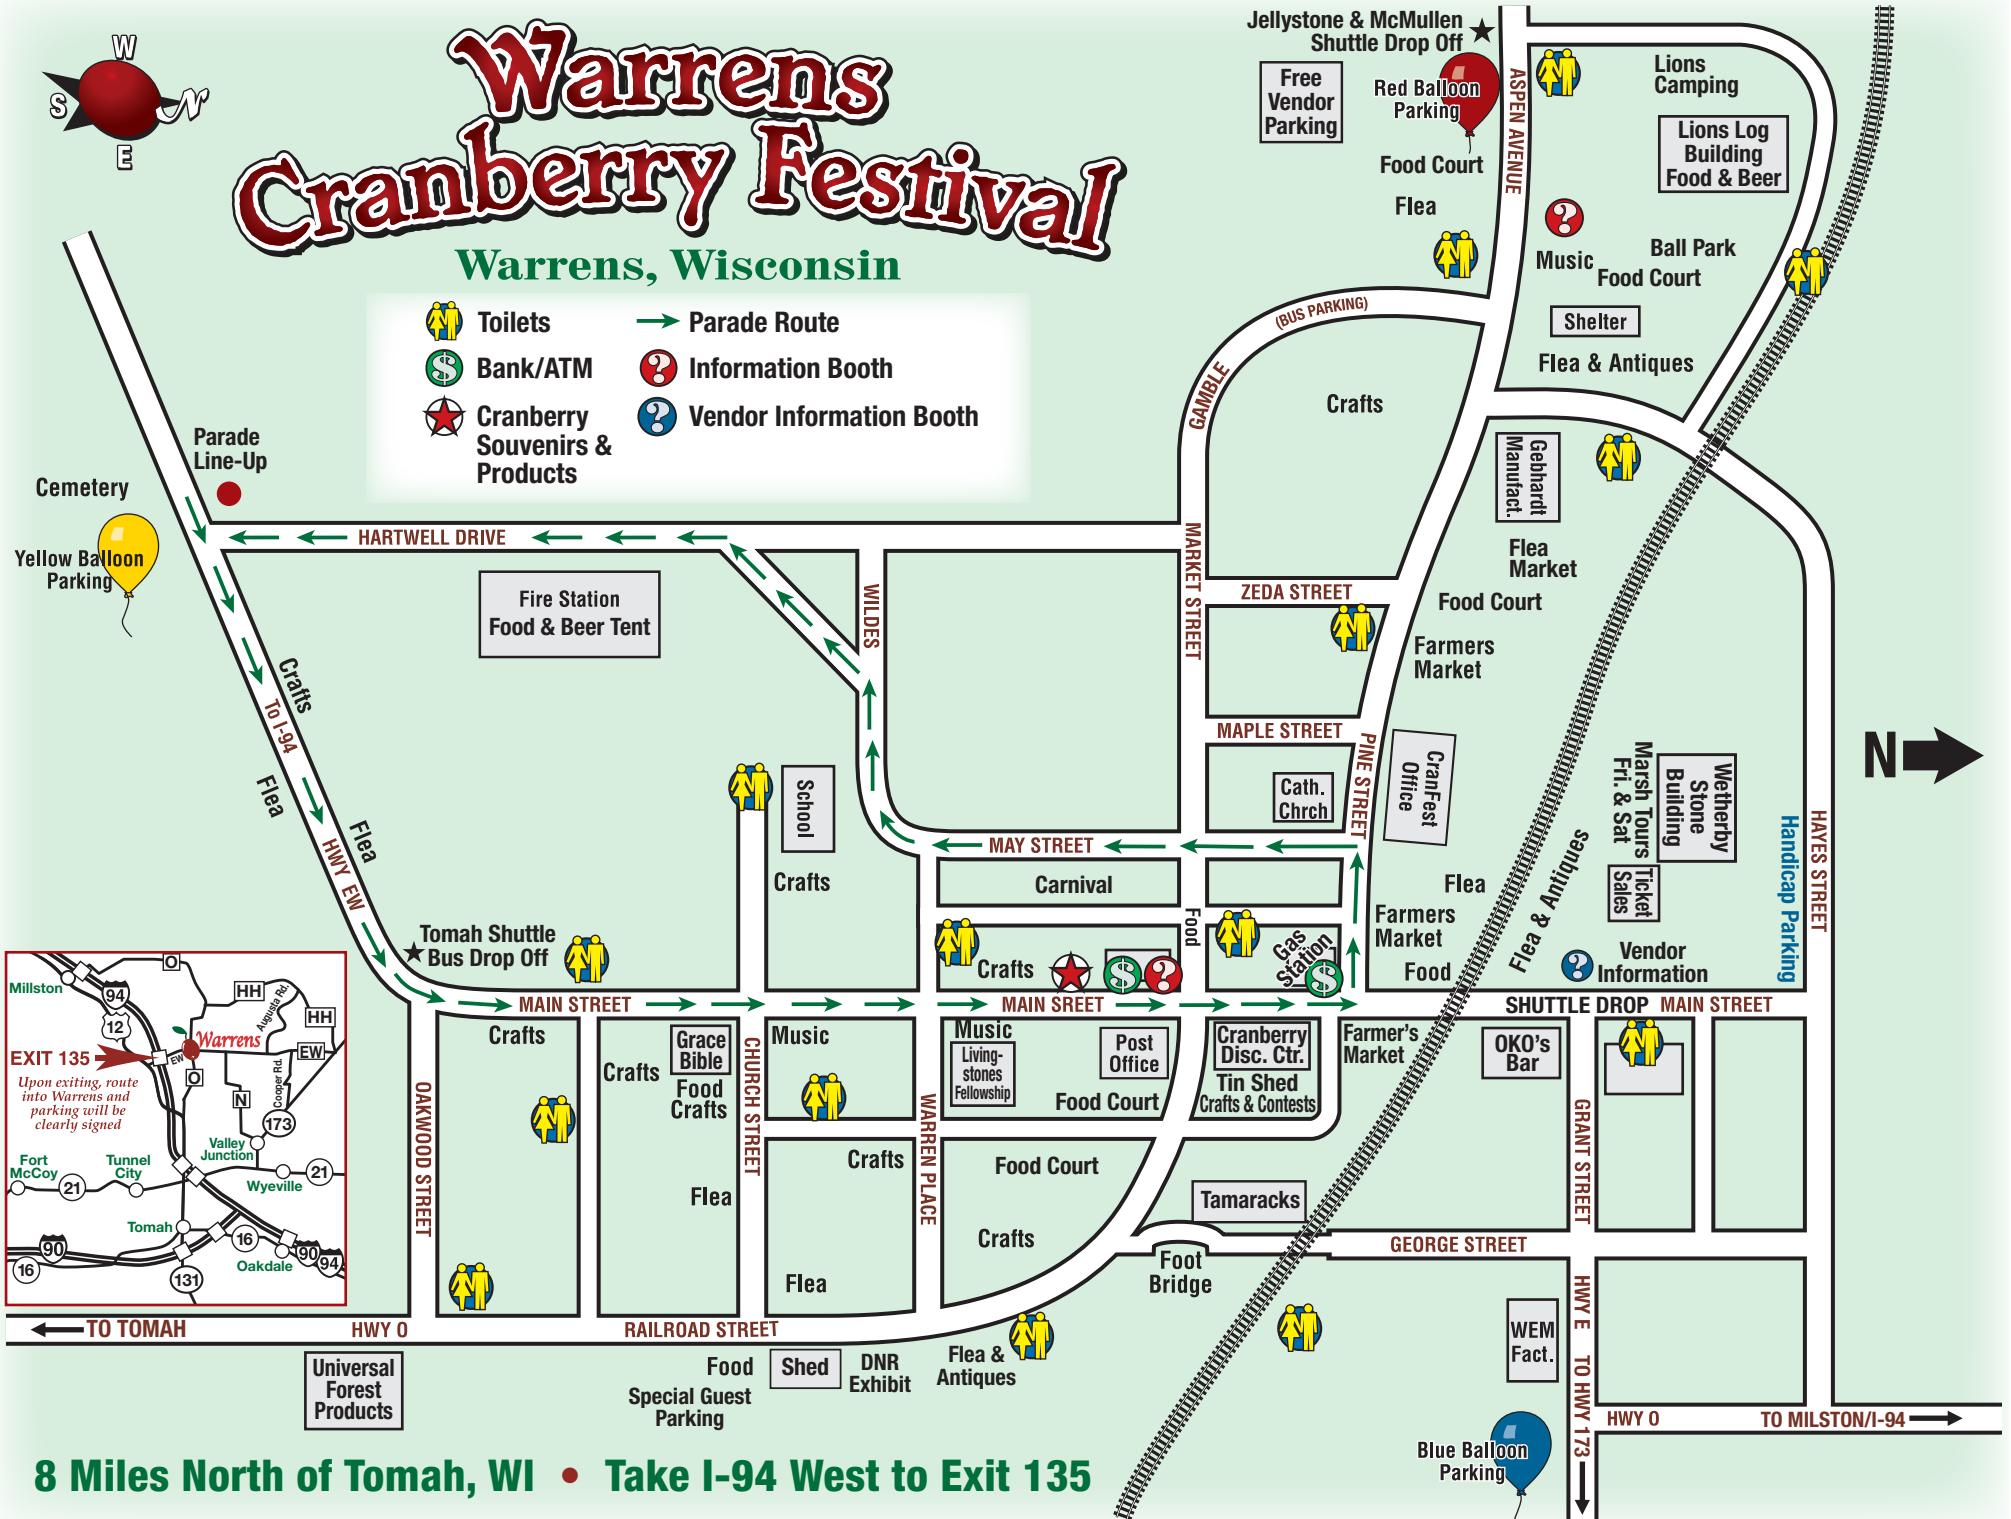 W
S
N
E
Warrens
Cranberry Festival
Warrens, Wisconsin
Toilets
Parade Route
$
Bank/ATM
?
Information Booth
Cranberry
Souvenirs &
Products
?
Vendor Information Booth
Jellystone & McMullen
Shuttle Drop Off
Free
Vendor
Parking
Red Balloon
Parking
ASPEN AVENUE
Lions
Camping
Lions Log
Building
Food & Beer
Food Court
Flea
?
Music
Ball Park
Food Court
Shelter
Flea & Antiques
(BUS PARKING)
GAMBLE
Crafts
Gebhardt
Manufact.
Flea
Market
Food Court
Farmers
Market
Parade
Line-Up
Cemetery
Yellow Balloon
Parking
HARTWELL DRIVE
Fire Station
Food & Beer Tent
WILDES
MARKET STREET
ZEDA STREET
MAPLE STREET
PINE STREET
Cath.
Chrch
CranFest
Office
Marsh Tours
Fri. & Sat
Wetherby
Stone
Building
Ticket
Sales
Handicap Parking
HAYES STREET
N
Crafts
To I-94
Flea
Flea
HWY EW
School
Crafts
MAY STREET
Carnival
Food
Flea
Farmers
Market
Food
Flea & Antiques
?
Vendor
Information
Tomah Shuttle
Bus Drop Off
Crafts
$
?
Gas
Station
$
MAIN STREET
MAIN SREET
SHUTTLE DROP
MAIN STREET
Crafts
Crafts
Grace
Bible
Food
Crafts
CHURCH STREET
Music
Music
Living-
stones
Fellowship
Post
Office
Food Court
Cranberry
Disc. Ctr.
Tin Shed
Crafts & Contests
Farmer's
Market
OKO's
Bar
OAKWOOD STREET
WARREN PLACE
GRANT STREET
Crafts
Food Court
Flea
Crafts
Flea
Tamaracks
Foot
Bridge
GEORGE STREET
HWY E
TO HWY 173
WEM
Fact.
TO TOMAH
HWY O
RAILROAD STREET
Universal
Forest
Products
Food
Shed
DNR
Exhibit
Flea &
Antiques
Special Guest
Parking
Blue Balloon
Parking
HWY O
TO MILSTON/I-94
Millston
O
94
12
HH
Augusta Rd.
HH
Warrens
EXIT 135
EW
EW
O
Cooper Rd.
Upon exiting, route
into Warrens and
parking will be
clearly signed
N
173
Valley
Junction
Fort
McCoy
Tunnel
City
21
21
Wyeville
Tomah
16
90
16
Oakdale
90
94
131
8 Miles North of Tomah, WI • Take I-94 West to Exit 135